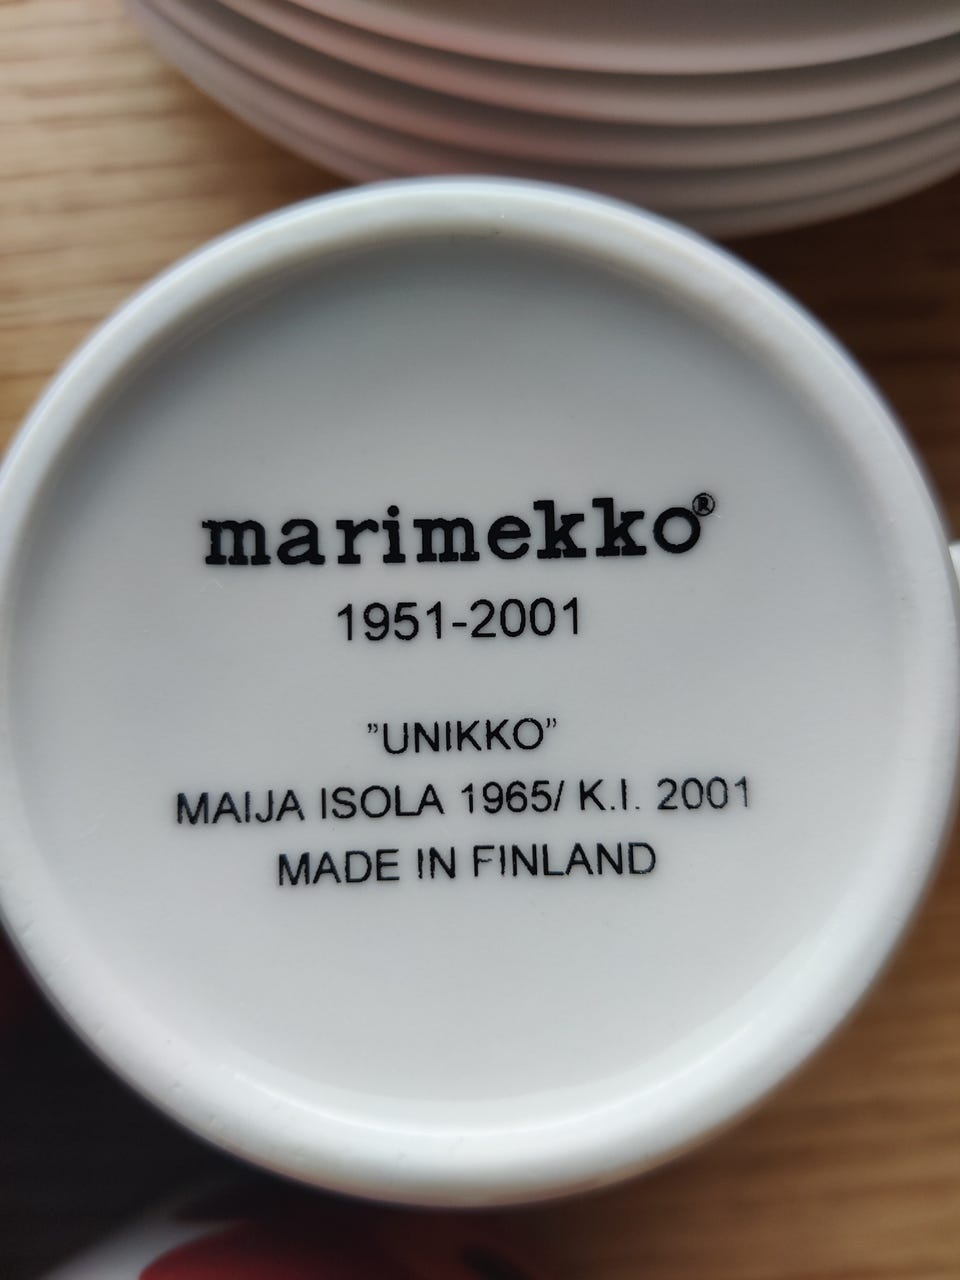 marimekko®
1951-2001
”UNIKKO”
MAIJA ISOLA 1965/ K.I. 2001
MADE IN FINLAND